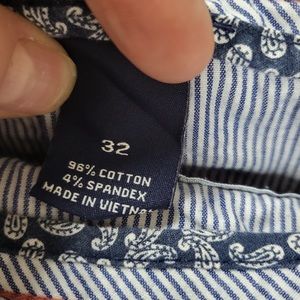 32
96% COTTON
4% SPANDEX
MADE IN VIETNAM